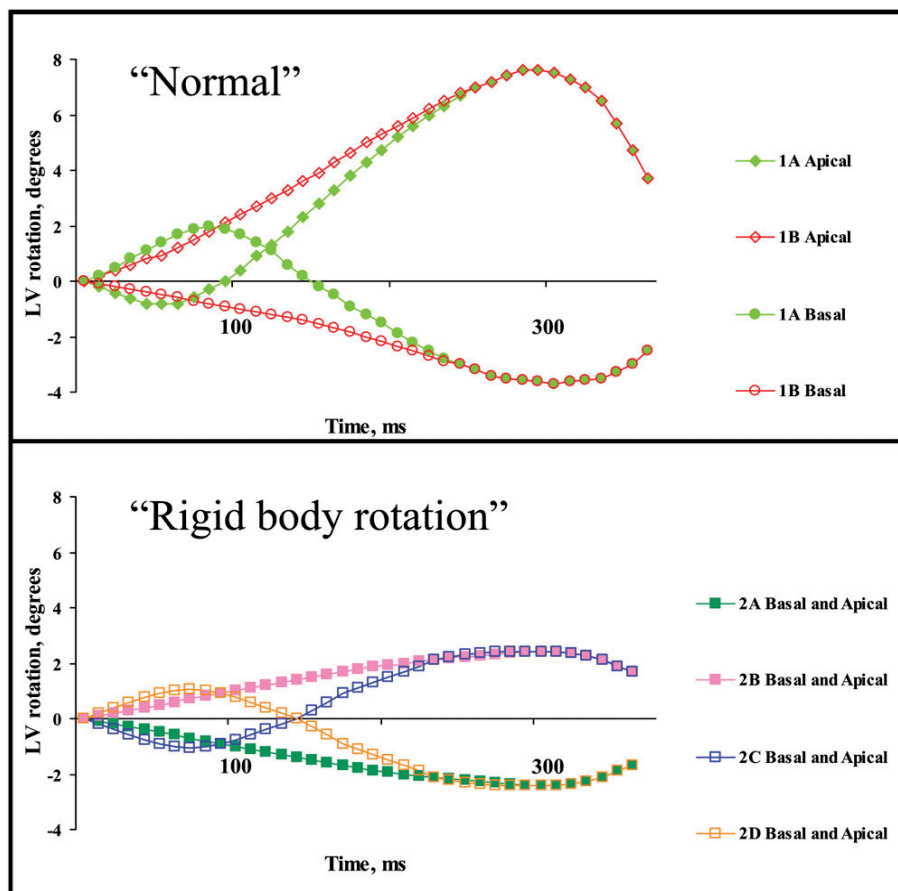 “Normal”
8
6
4
2
0
-2
-4
LV rotation, degrees
100
300
Time, ms
1A Apical
1B Apical
1A Basal
1B Basal
“Rigid body rotation”
8
6
4
2
0
-2
-4
LV rotation, degrees
100
300
Time, ms
2A Basal and Apical
2B Basal and Apical
2C Basal and Apical
2D Basal and Apical